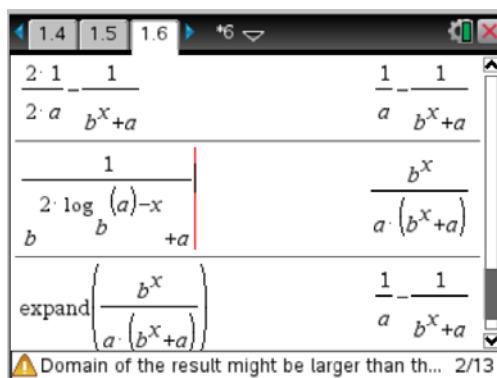 1.4 1.5 1.6 *6
2·1/2·a − 1/b^x+a    1/a − 1/b^x+a
1/b^2·log_b(a)−x +a    b^x/a·(b^x+a)
expand(b^x/a·(b^x+a))    1/a − 1/b^x+a
Domain of the result might be larger than th... 2/13